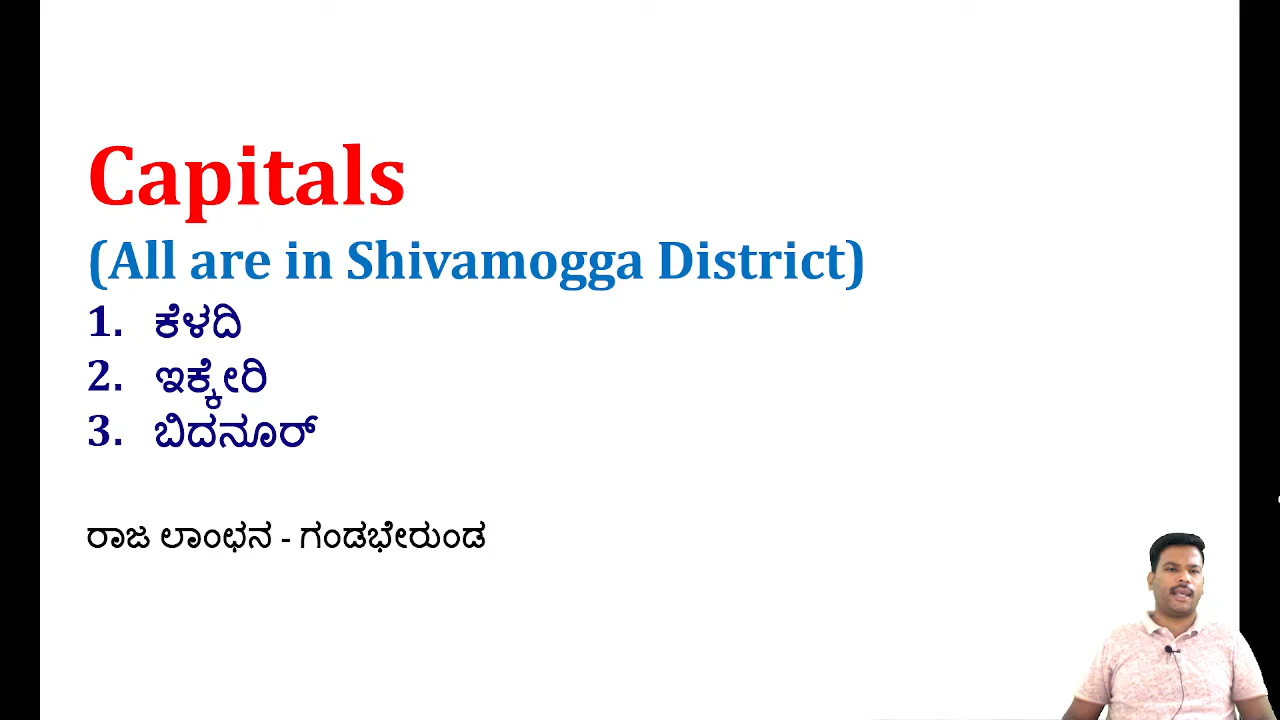 Capitals
(All are in Shivamogga District)
1. ಕೆಳದಿ
2. ಇಕ್ಕೇರಿ
3. ಬಿದನೂರ್
ರಾಜ ಲಾಂಛನ - ಗಂಡಭೇರುಂಡ